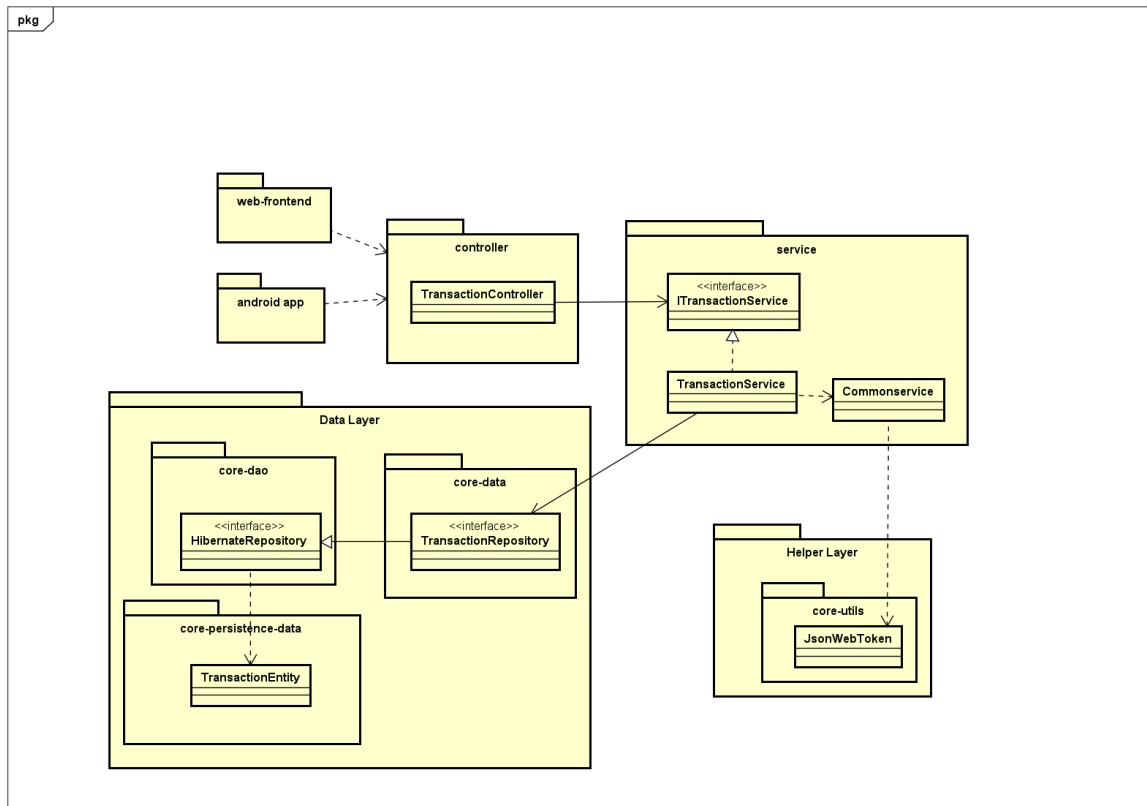 pkg
web-frontend
android app
controller
TransactionController
service
<<interface>>
ITransactionService
TransactionService
Commonservice
Data Layer
core-dao
<<interface>>
HibernateRepository
core-data
<<interface>>
TransactionRepository
core-persistence-data
TransactionEntity
Helper Layer
core-utils
JsonWebToken